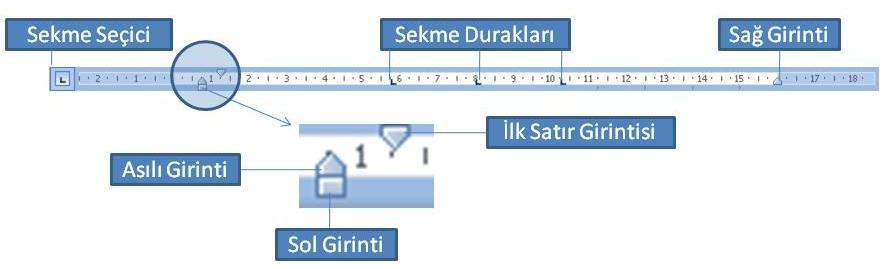 Sekme Seçici
Sekme Durakları
Sağ Girinti
2 1 1 2 3 4 5 6 7 8 9 10 11 12 13 14 15 17 18
İlk Satır Girintisi
1
Asılı Girinti
Sol Girinti